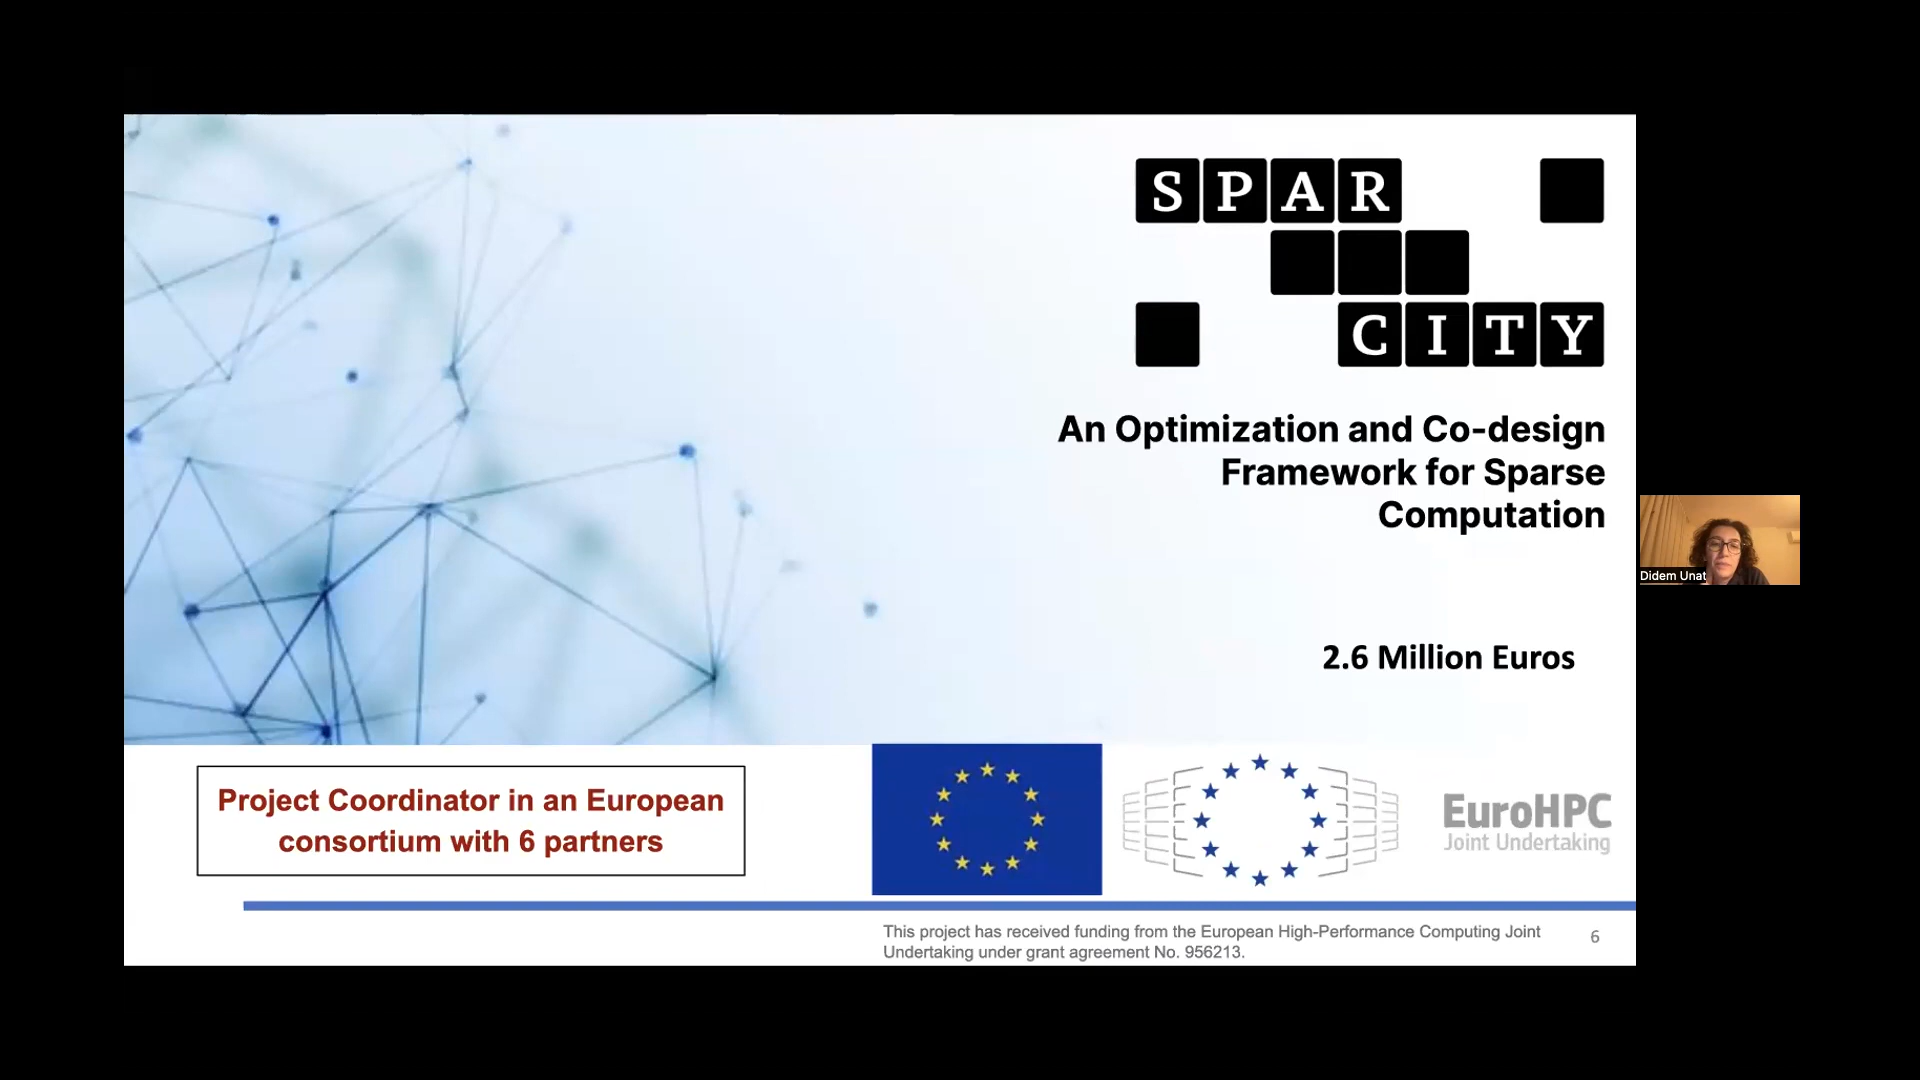 SPAR
CITY
An Optimization and Co-design
Framework for Sparse
Computation
2.6 Million Euros
Project Coordinator in an European
consortium with 6 partners
EuroHPC
Joint Undertaking
This project has received funding from the European High-Performance Computing Joint
Undertaking under grant agreement No. 956213.
6
Didem Unat